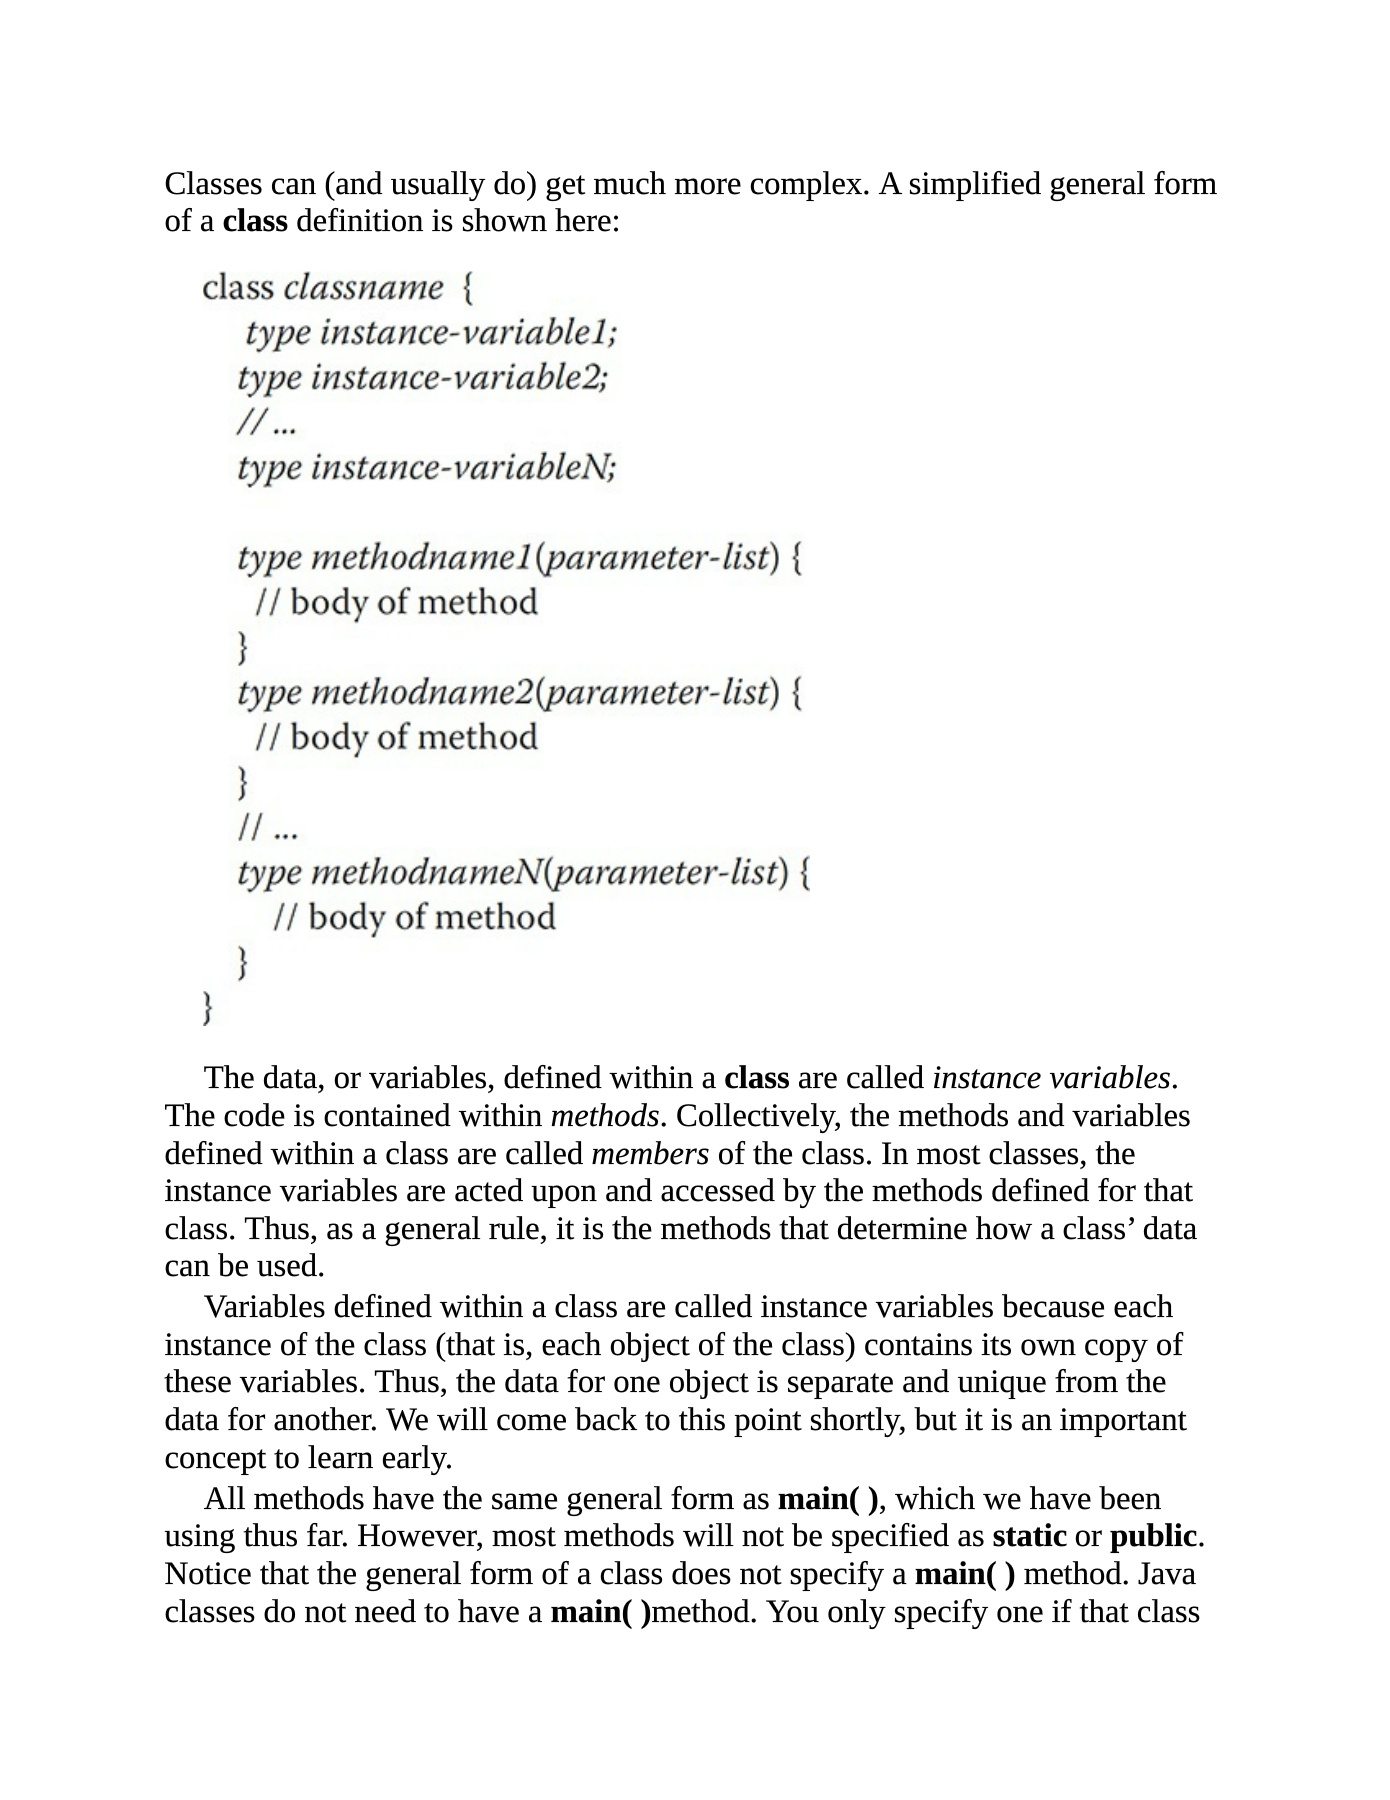 Classes can (and usually do) get much more complex. A simplified general form
of a class definition is shown here:
class classname {
type instance-variable1;
type instance-variable2;
// ...
type instance-variableN;
type methodname1(parameter-list) {
// body of method
}
type methodname2(parameter-list) {
// body of method
}
// ...
type methodnameN(parameter-list) {
// body of method
}
}
The data, or variables, defined within a class are called instance variables.
The code is contained within methods. Collectively, the methods and variables
defined within a class are called members of the class. In most classes, the
instance variables are acted upon and accessed by the methods defined for that
class. Thus, as a general rule, it is the methods that determine how a class’ data
can be used.
Variables defined within a class are called instance variables because each
instance of the class (that is, each object of the class) contains its own copy of
these variables. Thus, the data for one object is separate and unique from the
data for another. We will come back to this point shortly, but it is an important
concept to learn early.
All methods have the same general form as main( ), which we have been
using thus far. However, most methods will not be specified as static or public.
Notice that the general form of a class does not specify a main( ) method. Java
classes do not need to have a main( )method. You only specify one if that class